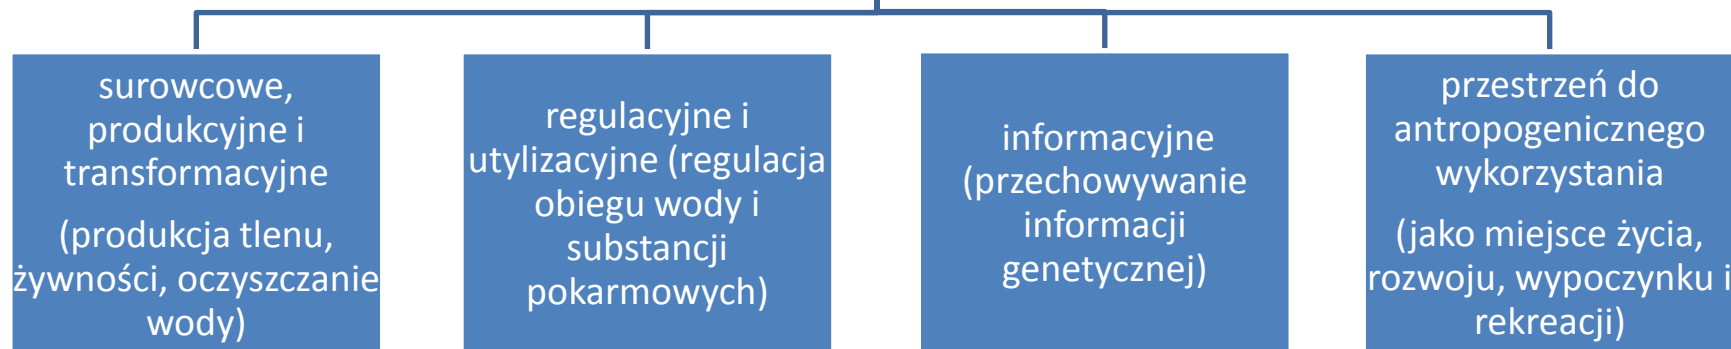 surowcowe,
produkcyjne i
transformacyjne
(produkcja tlenu,
żywności, oczyszczanie
wody)
regulacyjne i
utylizacyjne (regulacja
obiegu wody i
substancji
pokarmowych)
informacyjne
(przechowywanie
informacji
genetycznej)
przestrzeń do
antropogenicznego
wykorzystania
(jako miejsce życia,
rozwoju, wypoczynku i
rekreacji)